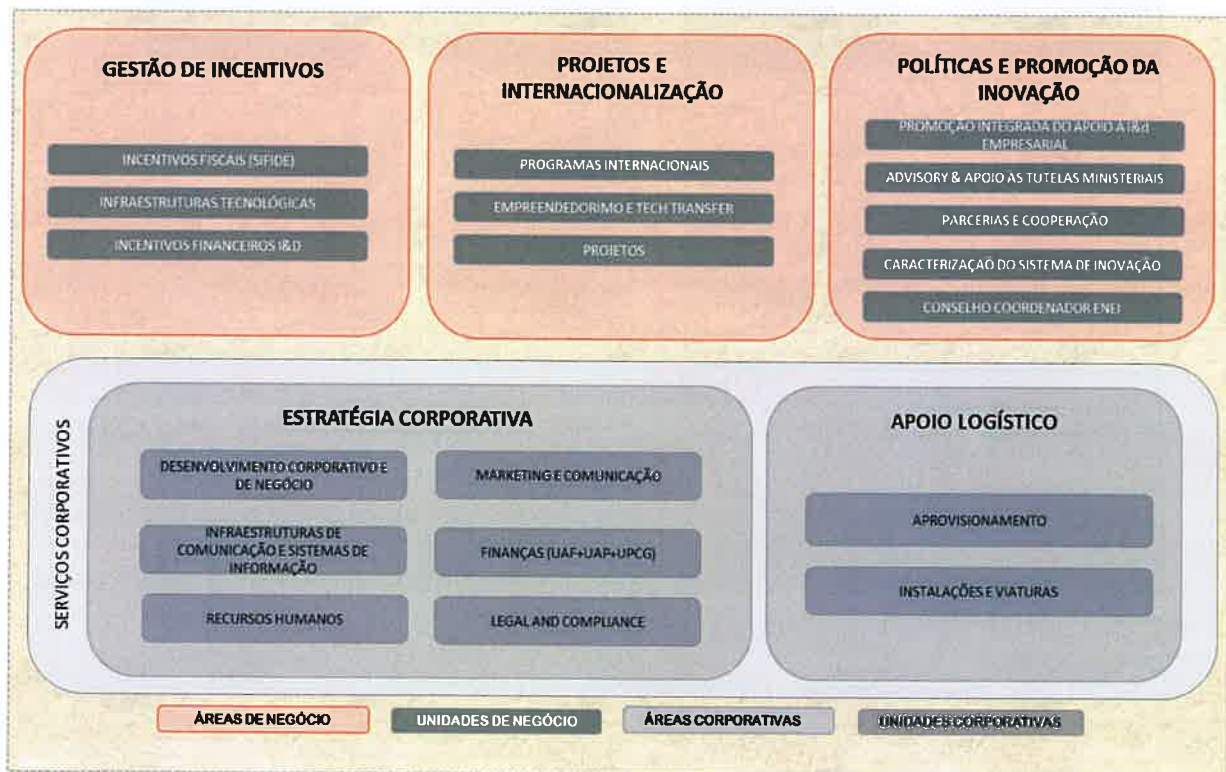 GESTÃO DE INCENTIVOS
INCENTIVOS FISCAIS (SIFIDE)
INFRAESTRUTURAS TECNOLÓGICAS
INCENTIVOS FINANCEIROS I&D
PROJETOS E
INTERNACIONALIZAÇÃO
PROGRAMAS INTERNACIONAIS
EMPREENDEDORIMO E TECH TRANSFER
PROJETOS
POLÍTICAS E PROMOÇÃO DA
INOVAÇÃO
PROMOÇÃO INTEGRADA DO APOIO À I&d
EMPRESARIAL
ADVISORY & APOIO AS TUTELAS MINISTERIAIS
PARCERIAS E COOPERAÇÃO
CARACTERIZAÇÃO DO SISTEMA DE INOVAÇÃO
CONSELHO COORDENADOR ENEI
SERVIÇOS CORPORATIVOS
ESTRATÉGIA CORPORATIVA
DESENVOLVIMENTO CORPORATIVO E
DE NEGÓCIO
MARKETING E COMUNICAÇÃO
INFRAESTRUTURAS DE
COMUNICAÇÃO E SISTEMAS DE
INFORMAÇÃO
FINANÇAS (UAF+UAP+UPCG)
RECURSOS HUMANOS
LEGAL AND COMPLIANCE
APOIO LOGÍSTICO
APROVISIONAMENTO
INSTALAÇÕES E VIATURAS
ÁREAS DE NEGÓCIO
UNIDADES DE NEGÓCIO
ÁREAS CORPORATIVAS
UNIDADES CORPORATIVAS